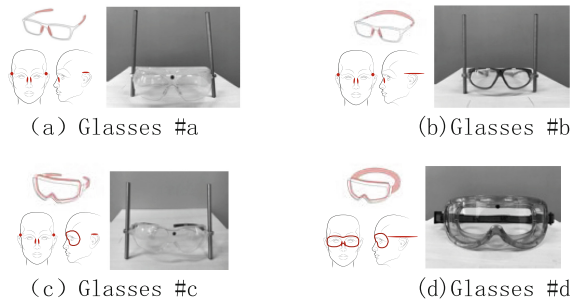 (a) Glasses #a
(b)Glasses #b
(c) Glasses #c
(d)Glasses #d